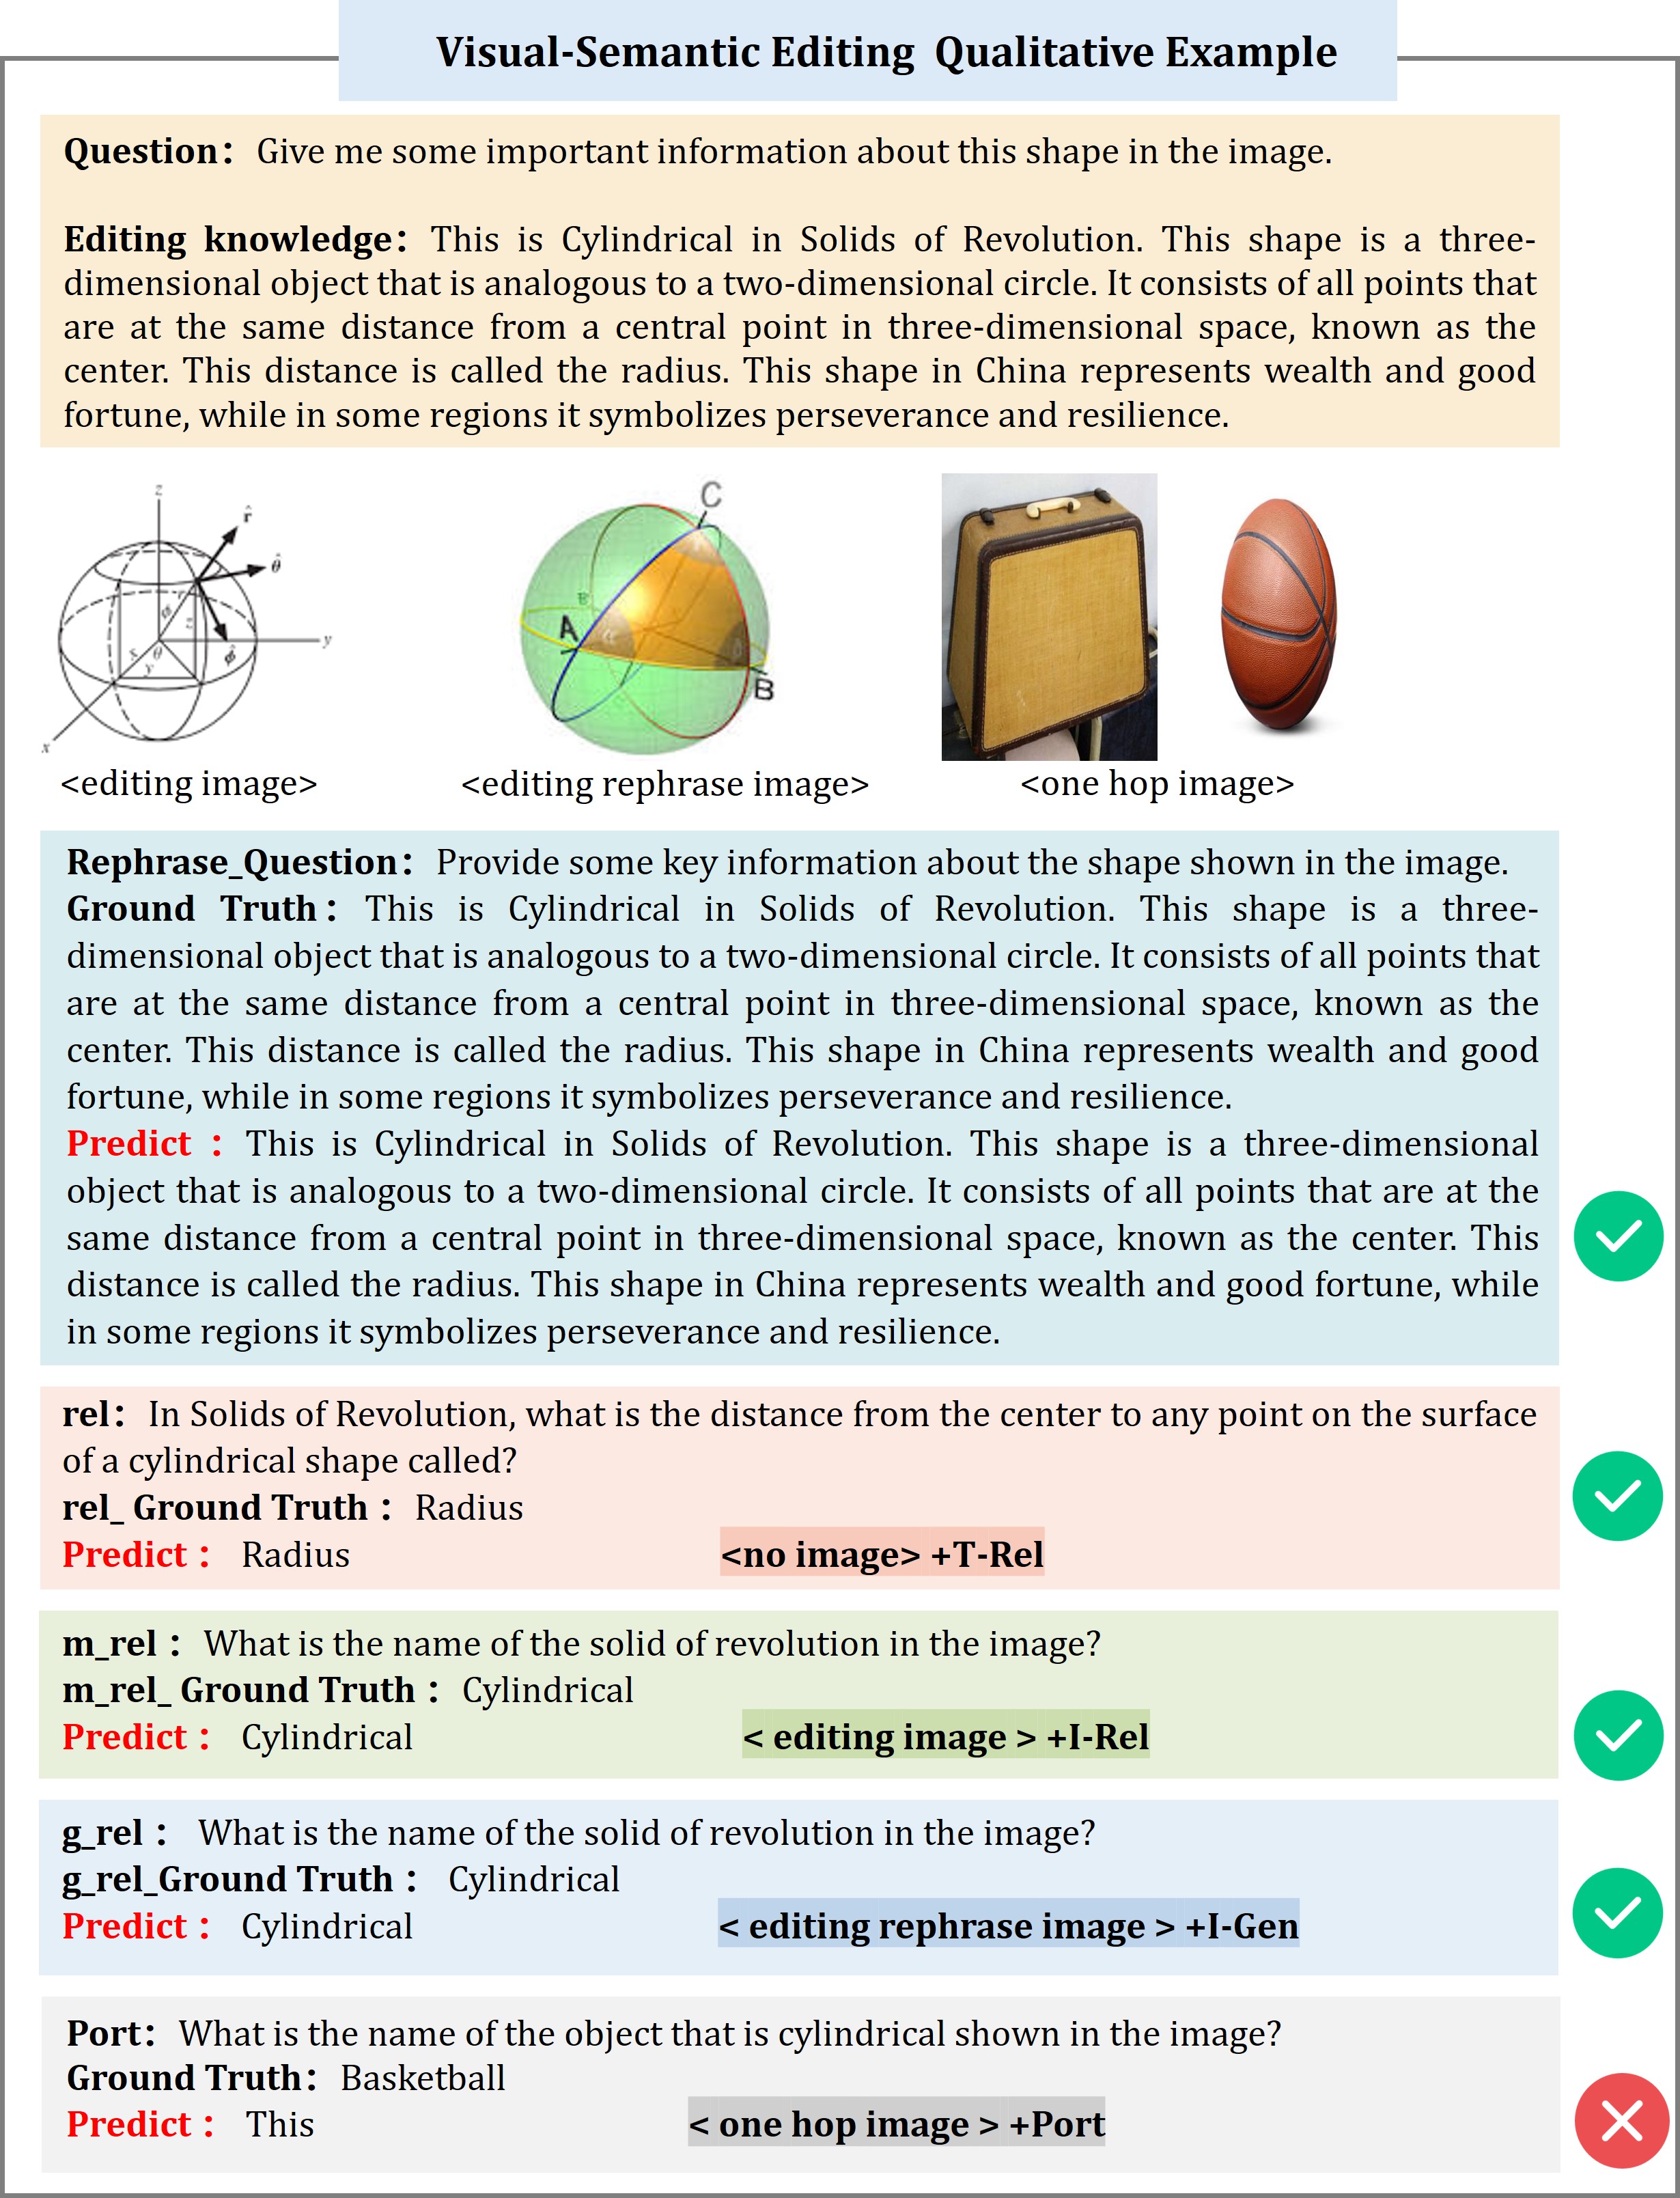 Visual-Semantic Editing Qualitative Example
Question: Give me some important information about this shape in the image.
Editing knowledge: This is Cylindrical in Solids of Revolution. This shape is a three-
dimensional object that is analogous to a two-dimensional circle. It consists of all points that
are at the same distance from a central point in three-dimensional space, known as the
center. This distance is called the radius. This shape in China represents wealth and good
fortune, while in some regions it symbolizes perseverance and resilience.
z
r̂
θ̂
ø
z
y
x
θ
ϕ̂
y
x
C
B
A
α
β
B
<editing image>
<editing rephrase image>
<one hop image>
Rephrase_Question: Provide some key information about the shape shown in the image.
Ground Truth: This is Cylindrical in Solids of Revolution. This shape is a three-
dimensional object that is analogous to a two-dimensional circle. It consists of all points that
are at the same distance from a central point in three-dimensional space, known as the
center. This distance is called the radius. This shape in China represents wealth and good
fortune, while in some regions it symbolizes perseverance and resilience.
Predict : This is Cylindrical in Solids of Revolution. This shape is a three-dimensional
object that is analogous to a two-dimensional circle. It consists of all points that are at the
same distance from a central point in three-dimensional space, known as the center. This
distance is called the radius. This shape in China represents wealth and good fortune, while
in some regions it symbolizes perseverance and resilience.
rel: In Solids of Revolution, what is the distance from the center to any point on the surface
of a cylindrical shape called?
rel_ Ground Truth : Radius
Predict : Radius <no image> +T-Rel
m_rel : What is the name of the solid of revolution in the image?
m_rel_ Ground Truth : Cylindrical
Predict : Cylindrical < editing image > +I-Rel
g_rel : What is the name of the solid of revolution in the image?
g_rel_Ground Truth : Cylindrical
Predict : Cylindrical < editing rephrase image > +I-Gen
Port: What is the name of the object that is cylindrical shown in the image?
Ground Truth: Basketball
Predict : This < one hop image > +Port